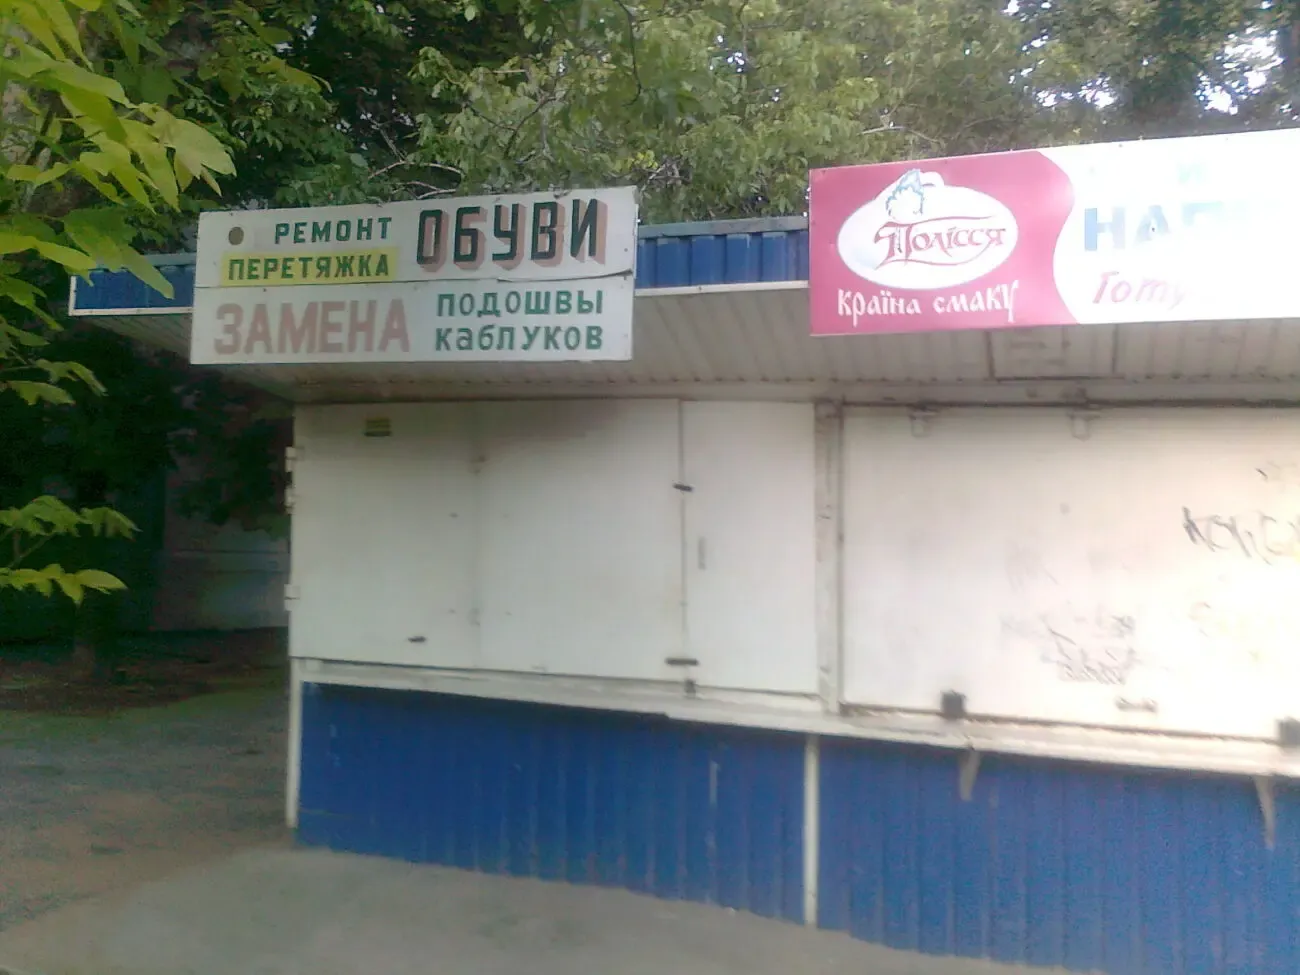 РЕМОНТ ОБУВИ
ПЕРЕТЯЖКА
ЗАМЕНА ПОДОШВЫ
КАБЛУКОВ
Полісся
країна смаку